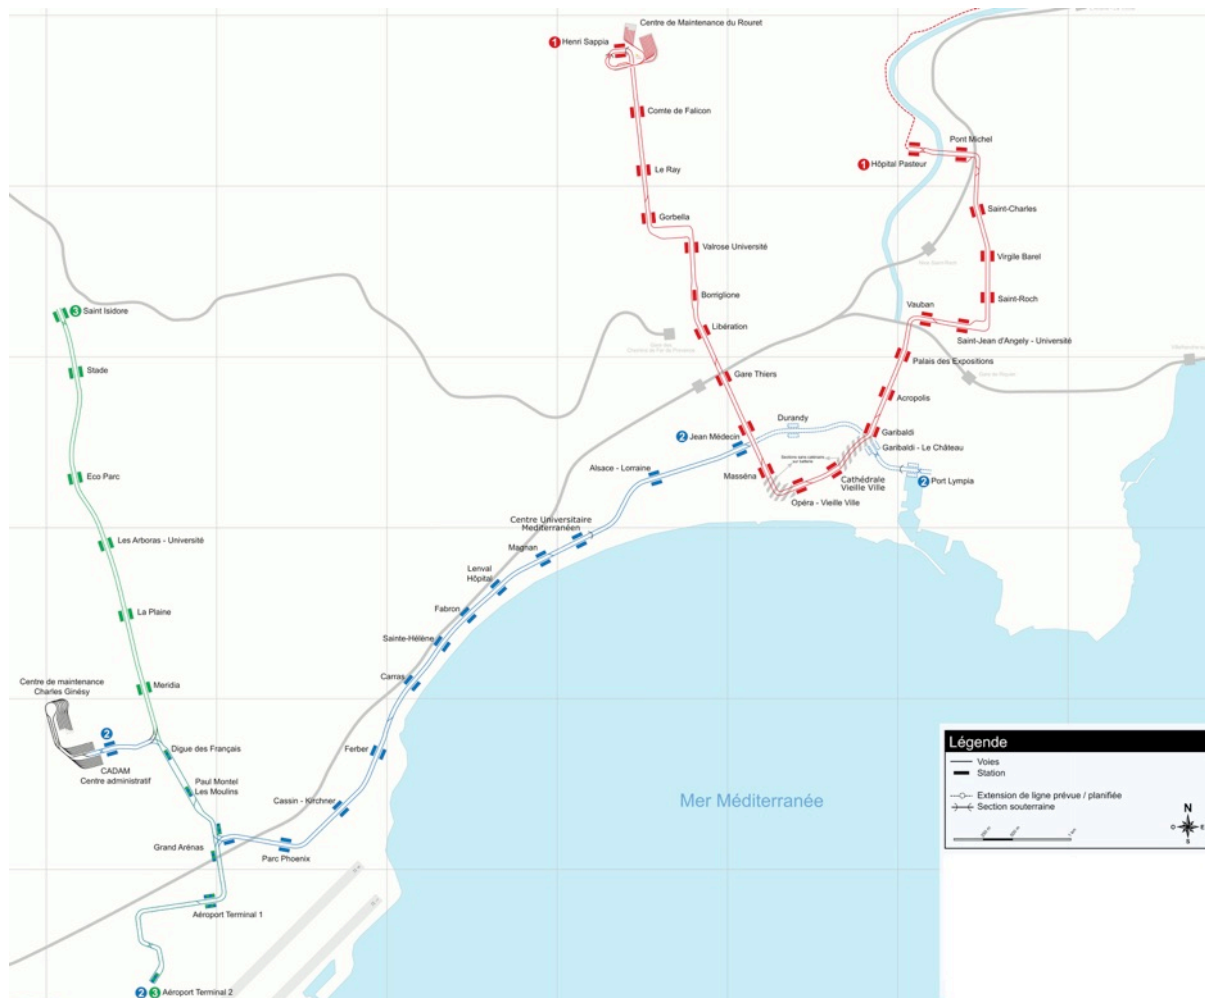 Centre de Maintenance du Rouret
1 Henri Sappia
Comte de Falicon
Le Ray
Gorbella
Valrose Université
Borriglione
Libération
Gare Thiers
2 Jean Médecin
Masséna
Opéra - Vieille Ville
Cathédrale
Vieille Ville
Garibaldi
Acropolis
Palais des Expositions
Vauban
Saint-Jean d'Angely - Université
Saint-Roch
Virgile Barel
Saint-Charles
Pont Michel
1 Hôpital Pasteur
Durandy
Garibaldi - Le Château
2 Port Lympia
Alsace - Lorraine
Centre Universitaire
Mediterranéen
Magnan
Lenval
Hôpital
Fabron
Sainte-Hélène
Carras
Ferber
Cassin - Kirchner
Parc Phoenix
Grand Arénas
3 Saint Isidore
Stade
Eco Parc
Les Arboras - Université
La Plaine
Meridia
Centre de maintenance
Charles Ginésy
2
CADAM
Centre administratif
Digue des Français
Paul Montel
Les Moulins
Aéroport Terminal 1
2 3 Aéroport Terminal 2
Mer Méditerranée
Légende
Voies
Station
Extension de ligne prévue / planifiée
Section souterraine
N
O
E
S